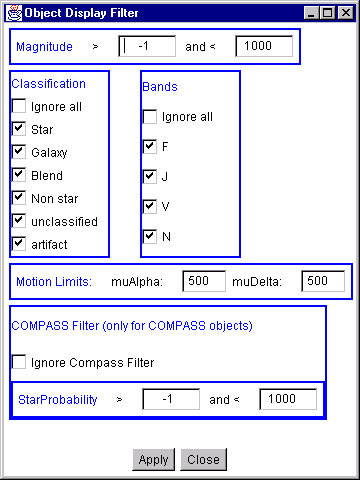 Object Display Filter
Magnitude > -1 and < 1000
Classification
Ignore all
Star
Galaxy
Blend
Non star
unclassified
artifact
Bands
Ignore all
F
J
V
N
Motion Limits: muAlpha: 500 muDelta: 500
COMPASS Filter (only for COMPASS objects)
Ignore Compass Filter
StarProbability > -1 and < 1000
Apply Close